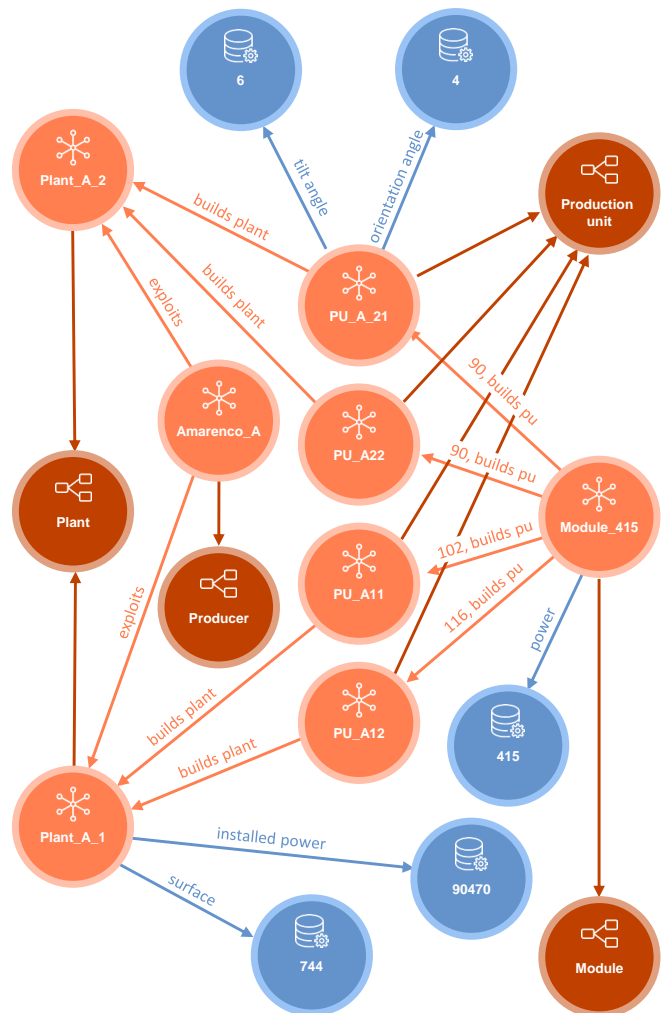 6
4
tilt angle
orientation angle
Plant_A_2
builds plant
Production
unit
exploits
builds plant
PU_A_21
90, builds pu
Amarenco_A
PU_A22
90, builds pu
Plant
Module_415
102, builds pu
PU_A11
116, builds pu
exploits
Producer
power
builds plant
PU_A12
builds plant
415
Plant_A_1
installed power
surface
90470
744
Module